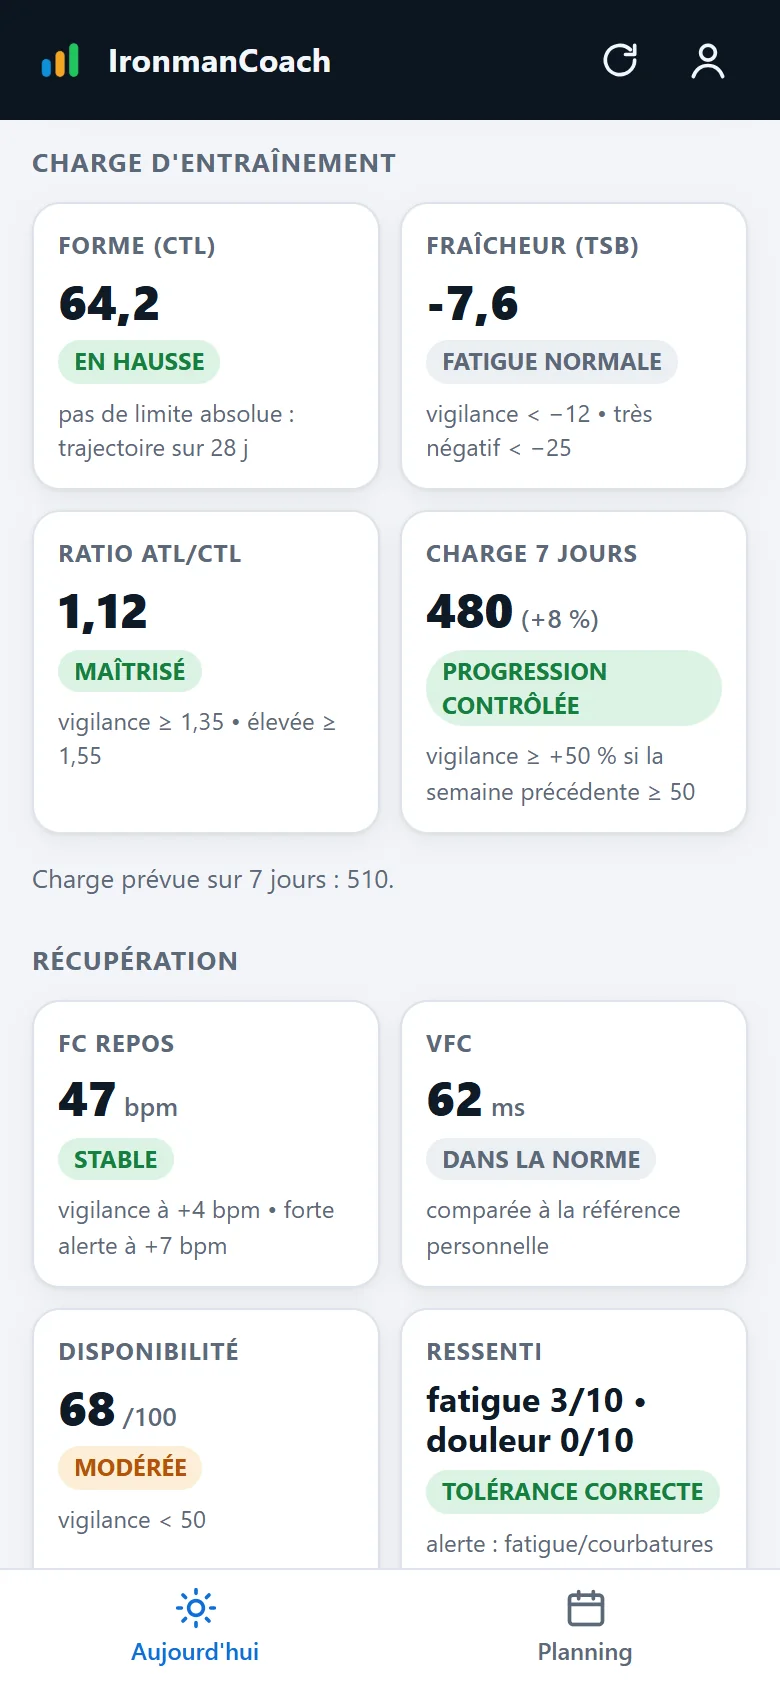 IronmanCoach
CHARGE D'ENTRAÎNEMENT
FORME (CTL)
64,2
EN HAUSSE
pas de limite absolue :
trajectoire sur 28 j
FRAÎCHEUR (TSB)
-7,6
FATIGUE NORMALE
vigilance < −12 • très
négatif < −25
RATIO ATL/CTL
1,12
MAÎTRISÉ
vigilance ≥ 1,35 • élevée ≥
1,55
CHARGE 7 JOURS
480 (+8 %)
PROGRESSION
CONTRÔLÉE
vigilance ≥ +50 % si la
semaine précédente ≥ 50
Charge prévue sur 7 jours : 510.
RÉCUPÉRATION
FC REPOS
47 bpm
STABLE
vigilance à +4 bpm • forte
alerte à +7 bpm
VFC
62 ms
DANS LA NORME
comparée à la référence
personnelle
DISPONIBILITÉ
68 /100
MODÉRÉE
vigilance < 50
RESSENTI
fatigue 3/10 •
douleur 0/10
TOLÉRANCE CORRECTE
alerte : fatigue/courbatures
Aujourd'hui
Planning